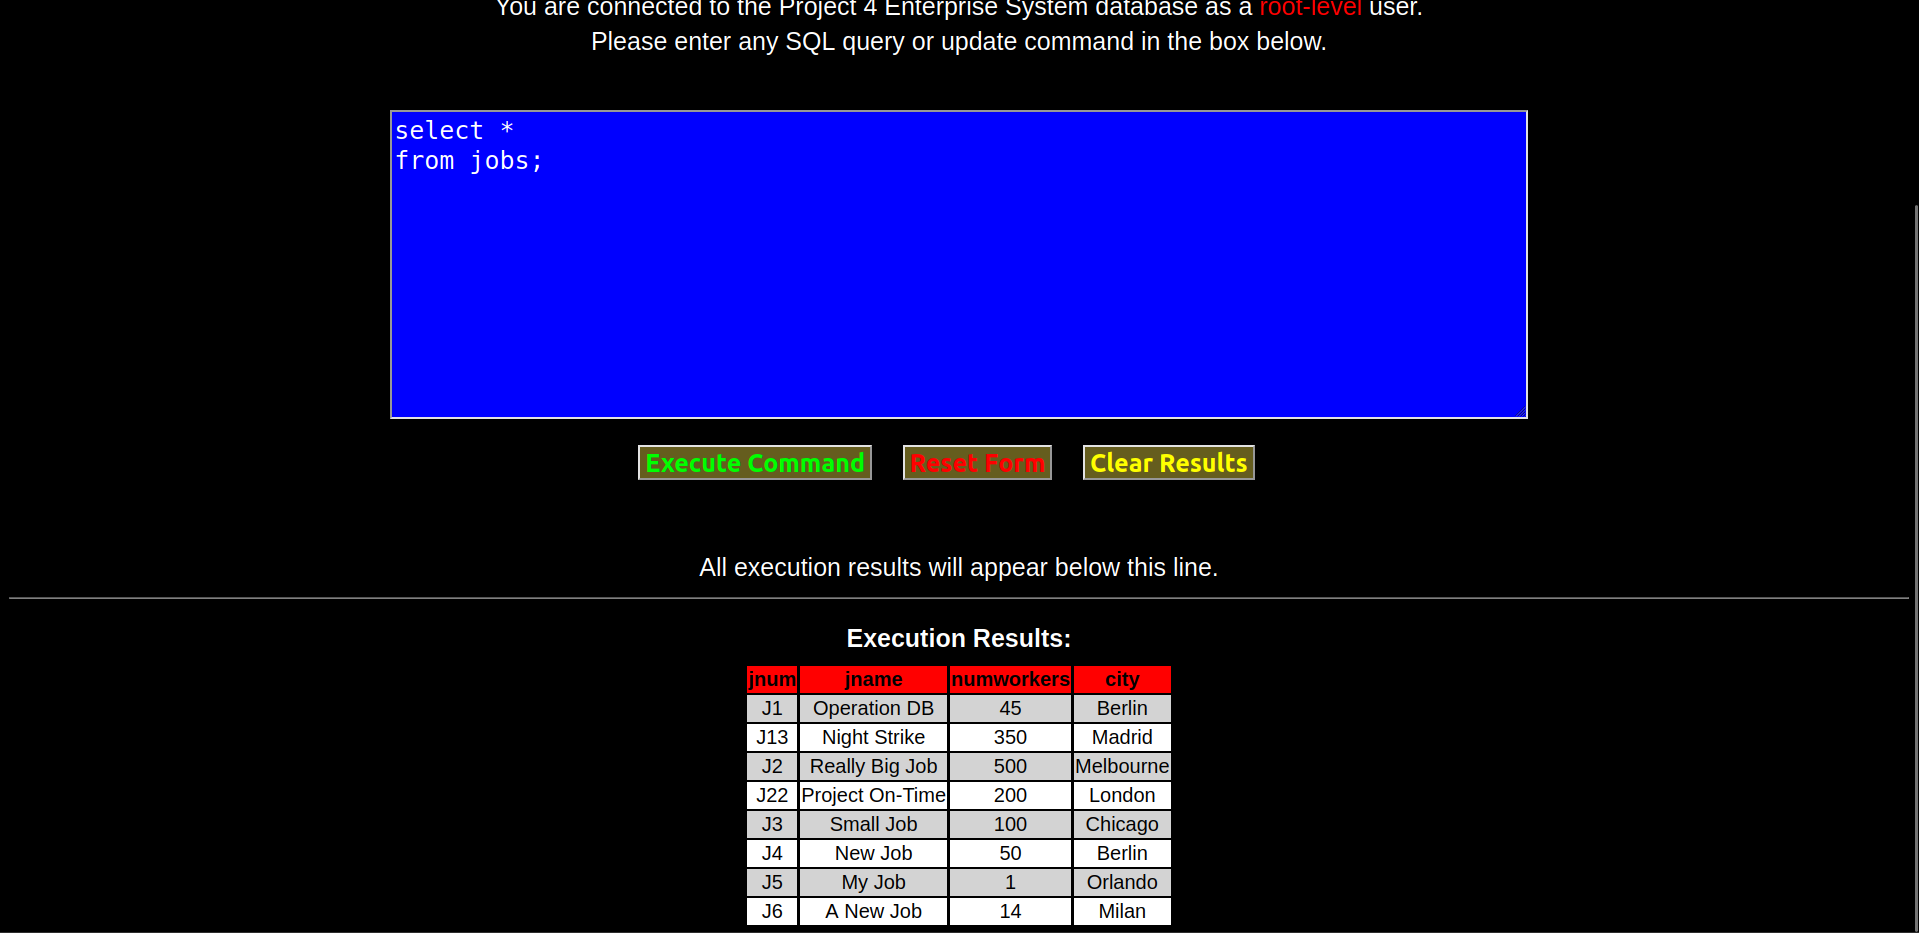 You are connected to the Project 4 Enterprise System database as a root-level user.
Please enter any SQL query or update command in the box below.
select *
from jobs;
Execute Command Reset Form Clear Results
All execution results will appear below this line.
Execution Results:
jnum jname numworkers city
J1 Operation DB 45 Berlin
J13 Night Strike 350 Madrid
J2 Really Big Job 500 Melbourne
J22 Project On-Time 200 London
J3 Small Job 100 Chicago
J4 New Job 50 Berlin
J5 My Job 1 Orlando
J6 A New Job 14 Milan